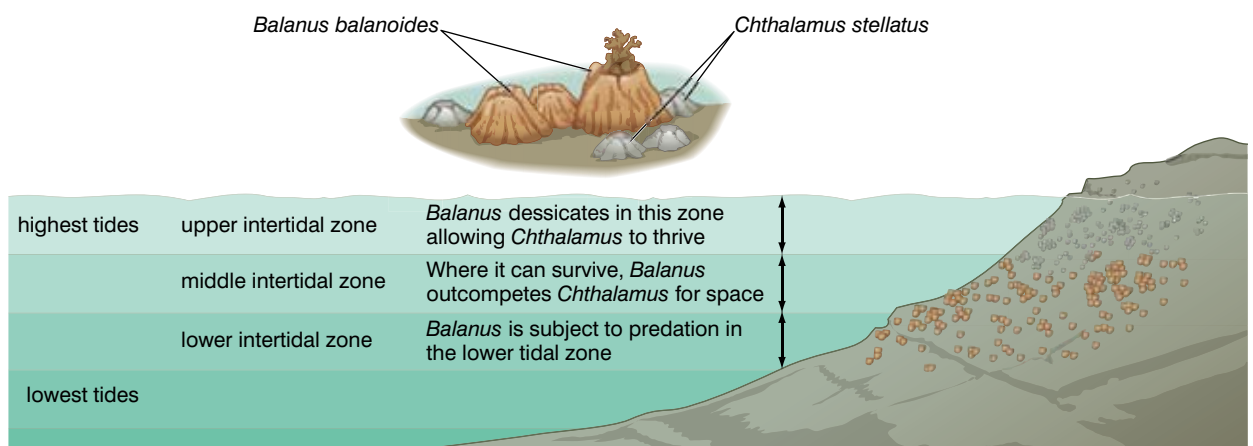 Balanus balanoides
Chthalamus stellatus
highest tides
upper intertidal zone
Balanus dessicates in this zone
allowing Chthalamus to thrive
middle intertidal zone
Where it can survive, Balanus
outcompetes Chthalamus for space
lower intertidal zone
Balanus is subject to predation in
the lower tidal zone
lowest tides